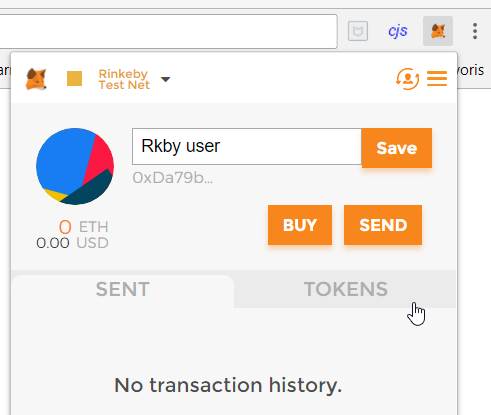 cjs
Rinkeby
Test Net
voris
Rkby user
Save
0xDa79b...
0 ETH
0.00 USD
BUY
SEND
SENT
TOKENS
No transaction history.